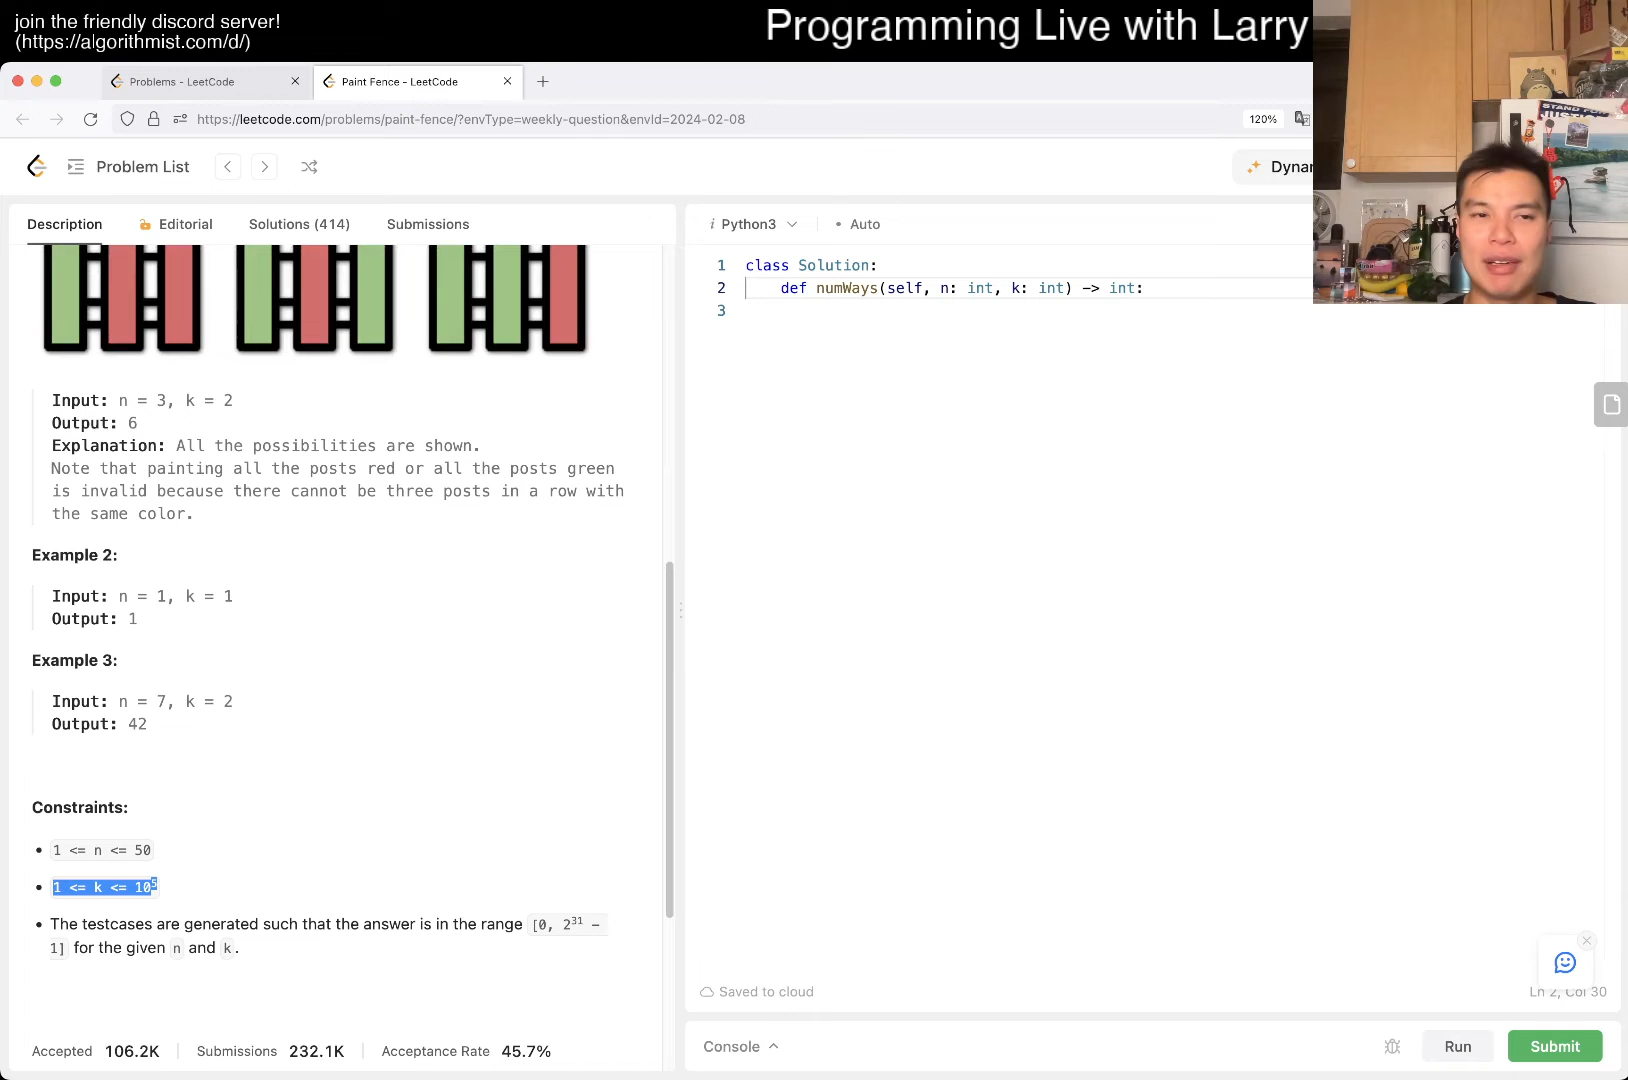 join the friendly discord server!
(https://algorithmist.com/d/)
Programming Live with Larry
Problems - LeetCode
Paint Fence - LeetCode
https://leetcode.com/problems/paint-fence/?envType=weekly-question&envId=2024-02-08
120%
Problem List
Dynar
Description
Editorial
Solutions (414)
Submissions
Input: n = 3, k = 2
Output: 6
Explanation: All the possibilities are shown.
Note that painting all the posts red or all the posts green
is invalid because there cannot be three posts in a row with
the same color.
Example 2:
Input: n = 1, k = 1
Output: 1
Example 3:
Input: n = 7, k = 2
Output: 42
Constraints:
• 1 <= n <= 50
• 1 <= k <= 10⁵
• The testcases are generated such that the answer is in the range [0, 2³¹ -
1] for the given n and k.
Accepted 106.2K
Submissions 232.1K
Acceptance Rate 45.7%
i Python3
• Auto
1 class Solution:
2 def numWays(self, n: int, k: int) -> int:
3
Saved to cloud
Ln 2, Col 30
Console
Run
Submit
STAND FOR